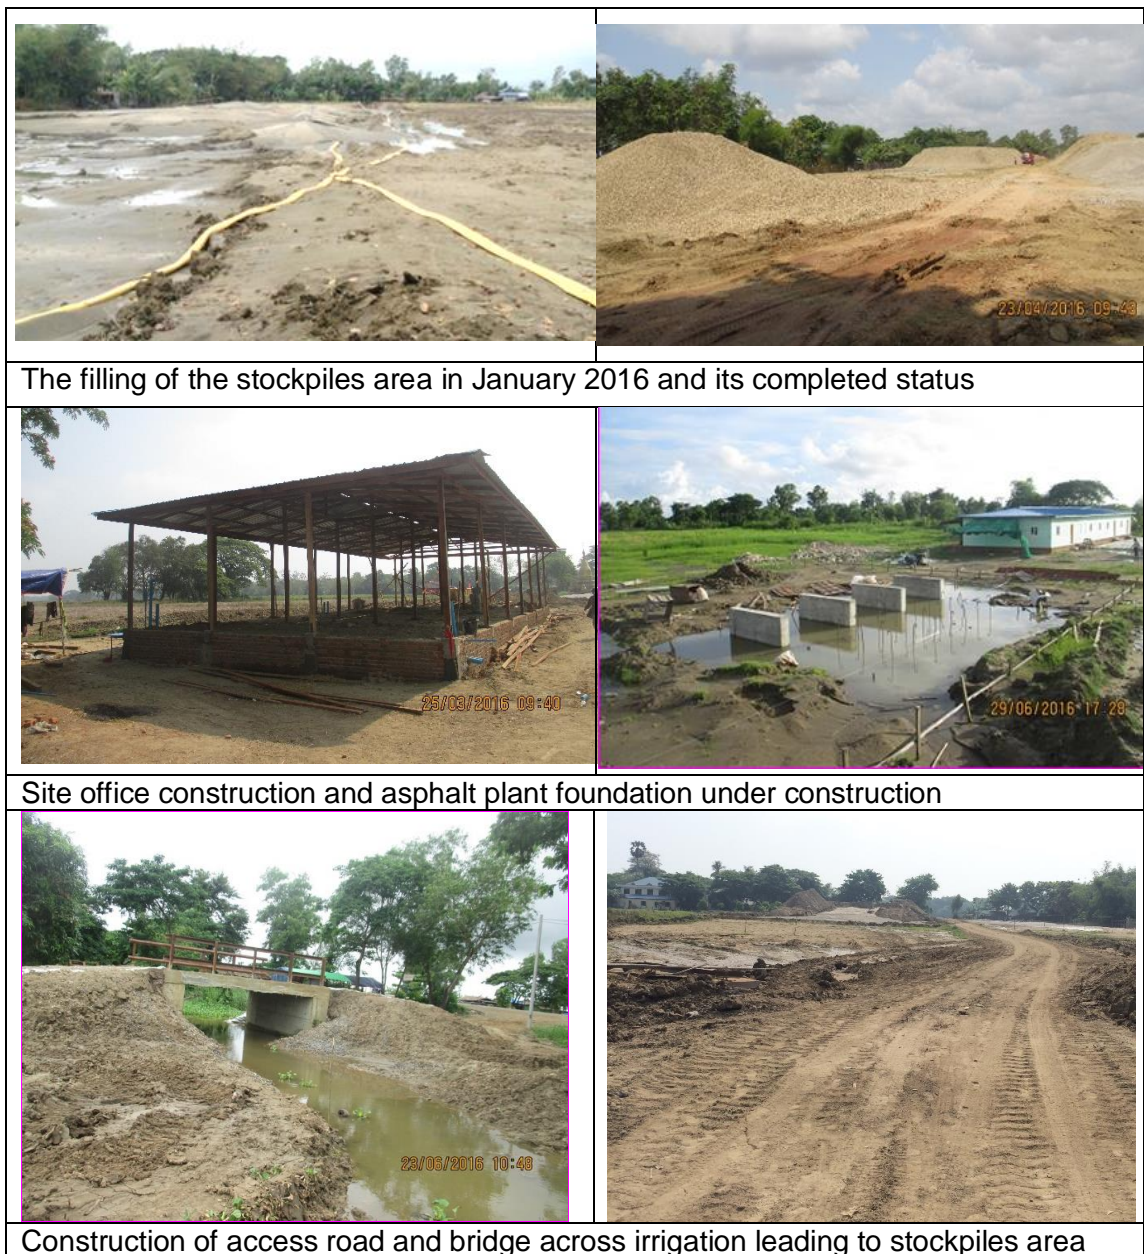 23/04/2016 09:43
The filling of the stockpiles area in January 2016 and its completed status
25/03/2016 09:40
29/06/2016 17:28
Site office construction and asphalt plant foundation under construction
23/06/2016 10:48
Construction of access road and bridge across irrigation leading to stockpiles area